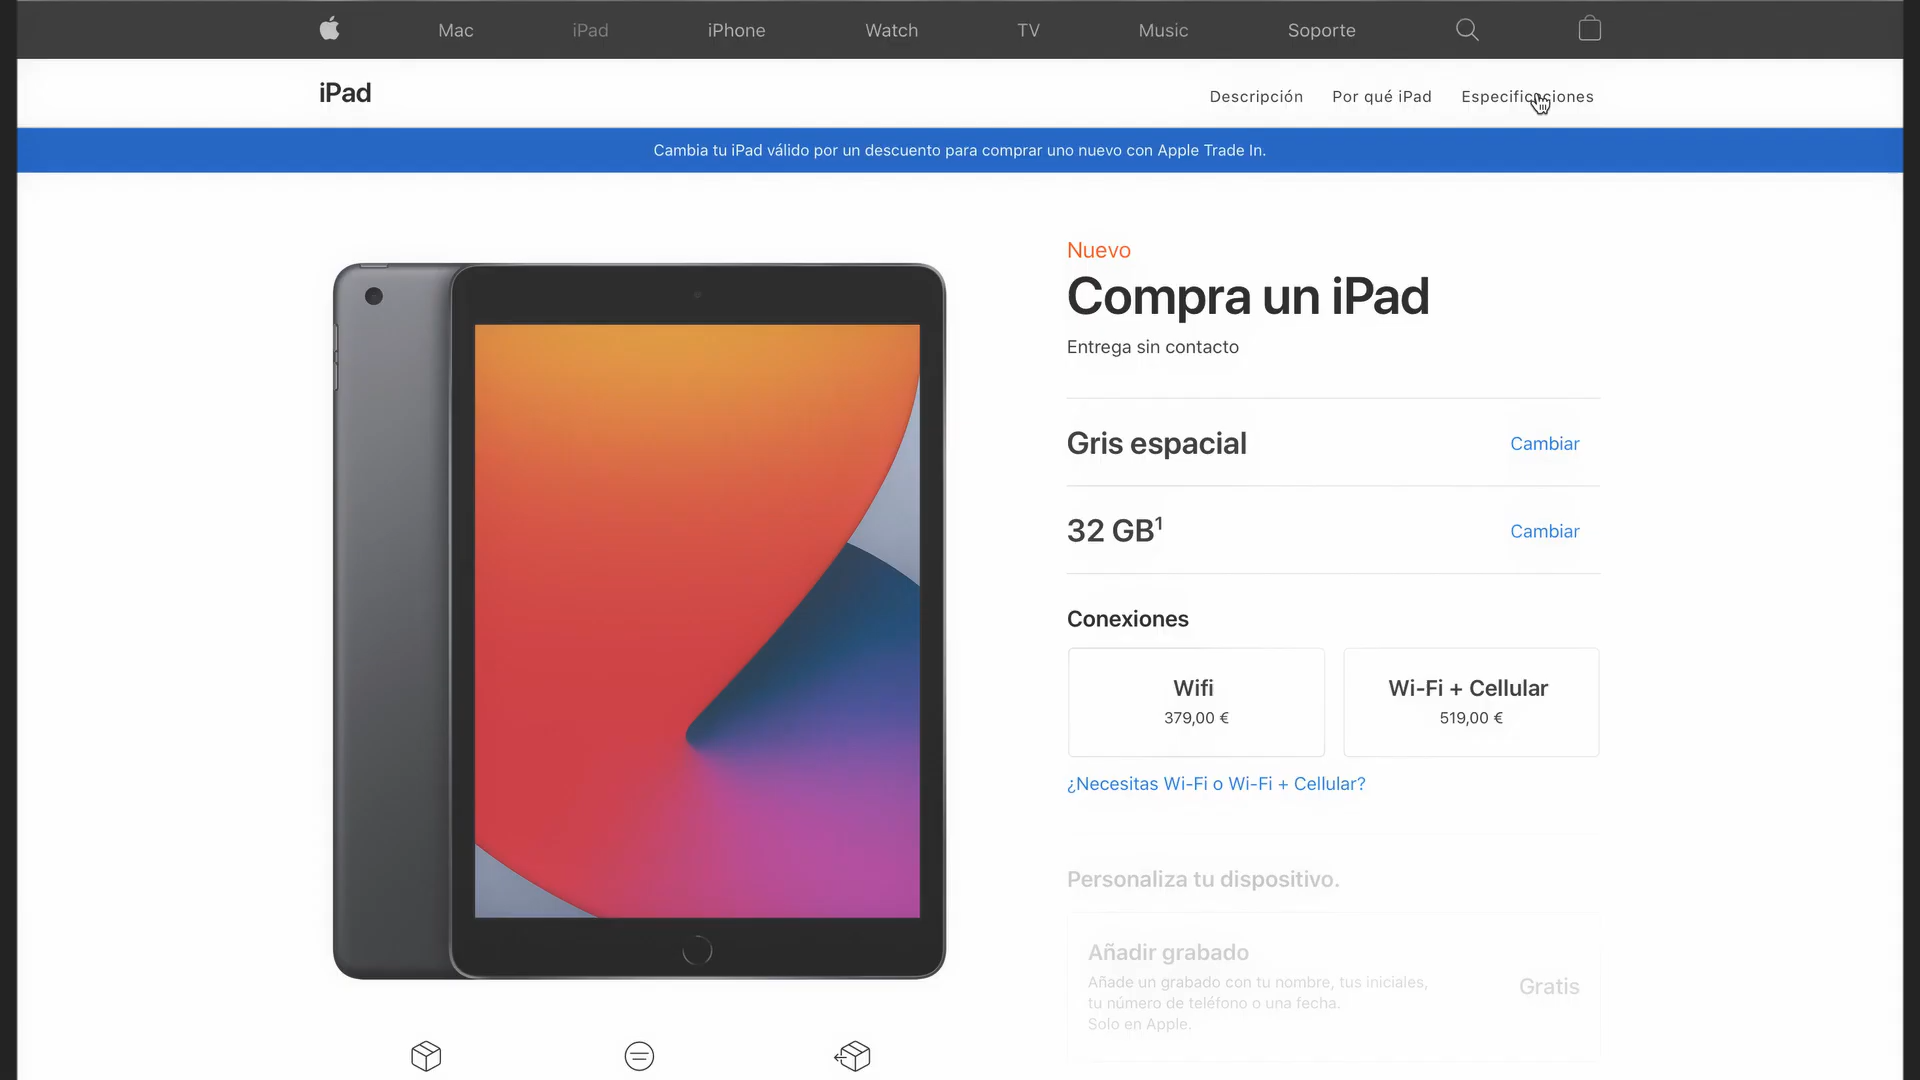 Mac iPad iPhone Watch TV Music Soporte
iPad
Descripción Por qué iPad Especificaciones
Cambia tu iPad válido por un descuento para comprar uno nuevo con Apple Trade In.
Nuevo
Compra un iPad
Entrega sin contacto
Gris espacial Cambiar
32 GB¹ Cambiar
Conexiones
Wifi
379,00 €
Wi-Fi + Cellular
519,00 €
¿Necesitas Wi-Fi o Wi-Fi + Cellular?
Personaliza tu dispositivo.
Añadir grabado
Añade un grabado con tu nombre, tus iniciales,
tu número de teléfono o una fecha.
Solo en Apple.
Gratis